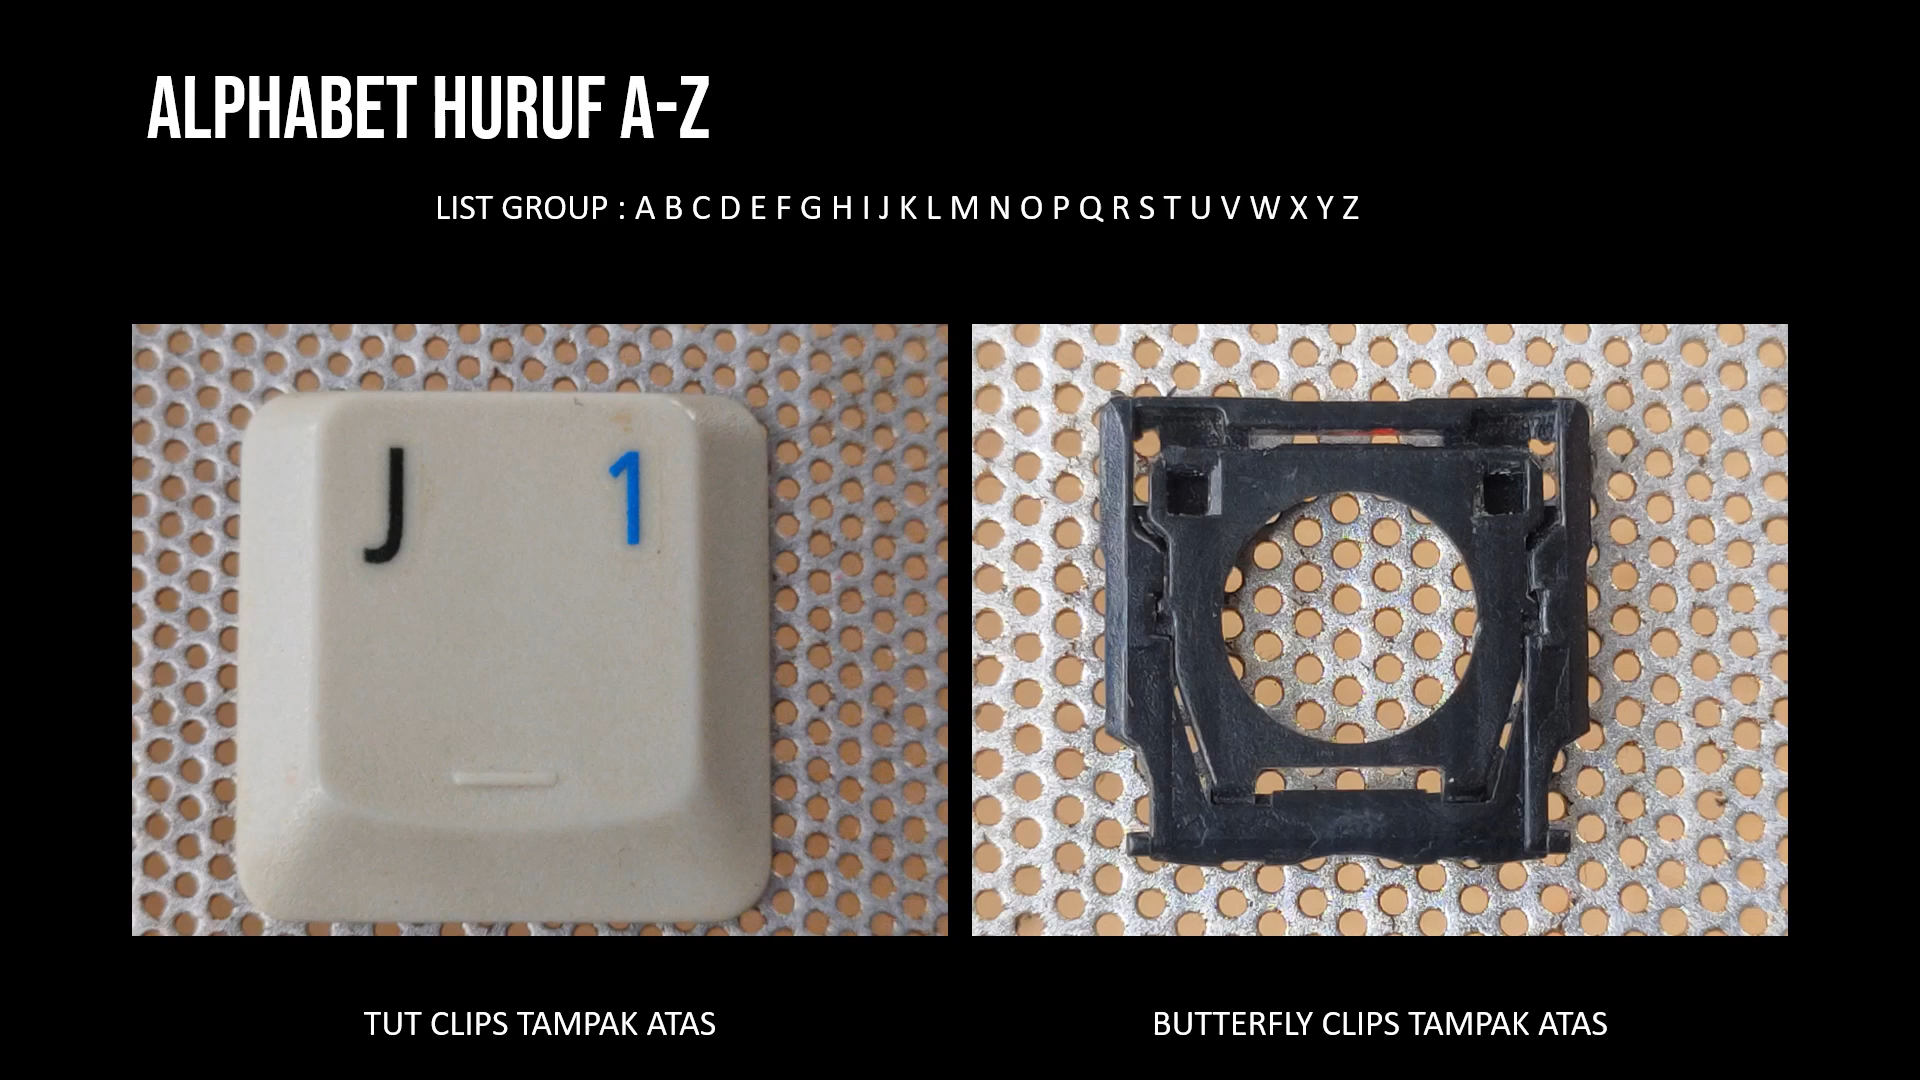 ALPHABET HURUF A-Z
LIST GROUP : A B C D E F G H I J K L M N O P Q R S T U V W X Y Z
J 1
TUT CLIPS TAMPAK ATAS
BUTTERFLY CLIPS TAMPAK ATAS